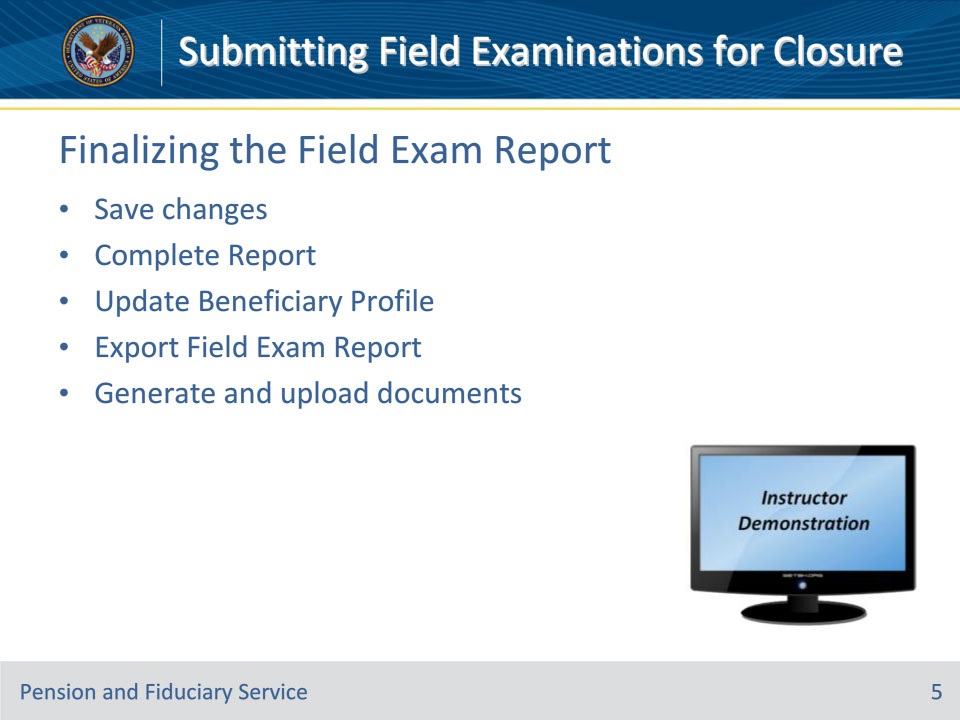 Submitting Field Examinations for Closure
Finalizing the Field Exam Report
• Save changes
• Complete Report
• Update Beneficiary Profile
• Export Field Exam Report
• Generate and upload documents
Instructor
Demonstration
Pension and Fiduciary Service
5